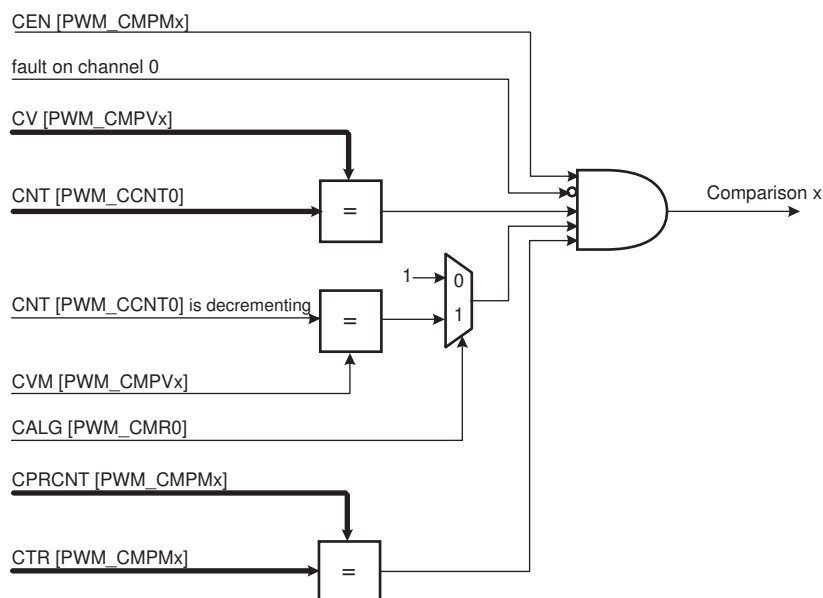 CEN [PWM_CMPMx]
fault on channel 0
CV [PWM_CMPVx]
CNT [PWM_CCNT0]
=
Comparison x
1
0
CNT [PWM_CCNT0] is decrementing
=
1
CVM [PWM_CMPVx]
CALG [PWM_CMR0]
CPRCNT [PWM_CMPMx]
CTR [PWM_CMPMx]
=